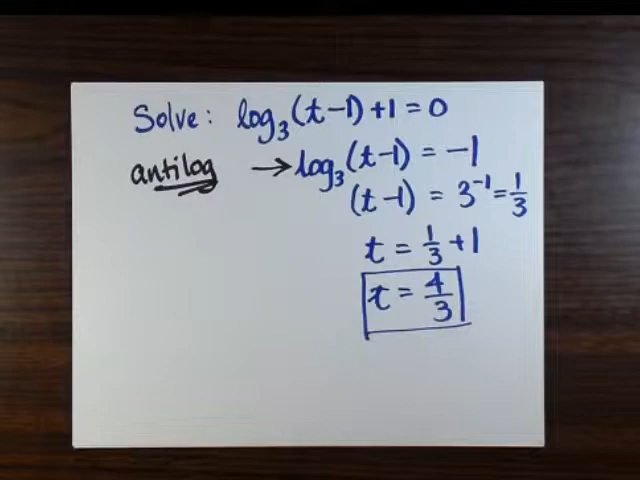 Solve: log₃(t−1)+1=0
antilog → log₃(t−1) = −1
(t−1) = 3⁻¹ = 1/3
t = 1/3 + 1
t = 4/3